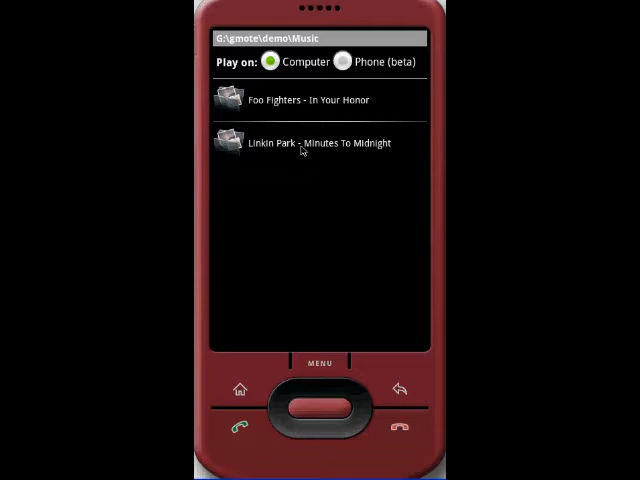 G:\gmote\demo\Music
Play on: Computer Phone (beta)
Foo Fighters - In Your Honor
Linkin Park - Minutes To Midnight
MENU